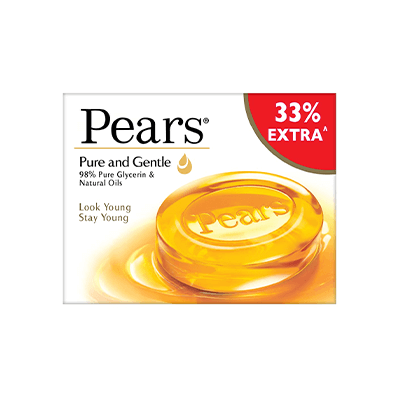 Pears®
Pure and Gentle
98% Pure Glycerin &
Natural Oils
Look Young
Stay Young
33%
EXTRA^
Pears